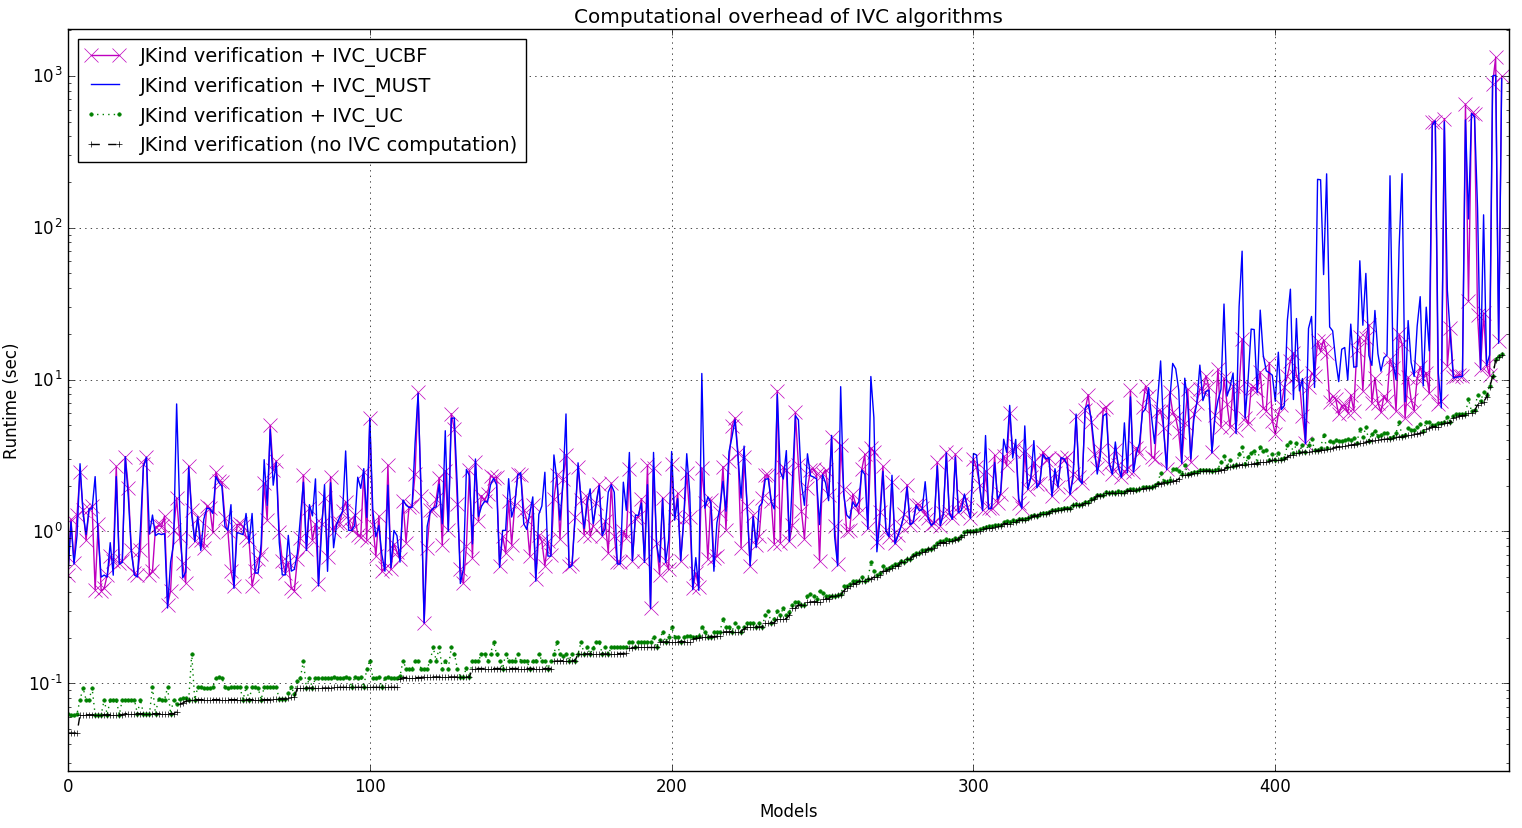 Computational overhead of IVC algorithms
JKind verification + IVC_UCBF
JKind verification + IVC_MUST
JKind verification + IVC_UC
JKind verification (no IVC computation)
Runtime (sec)
10³
10²
10¹
10⁰
10⁻¹
0 100 200 300 400
Models